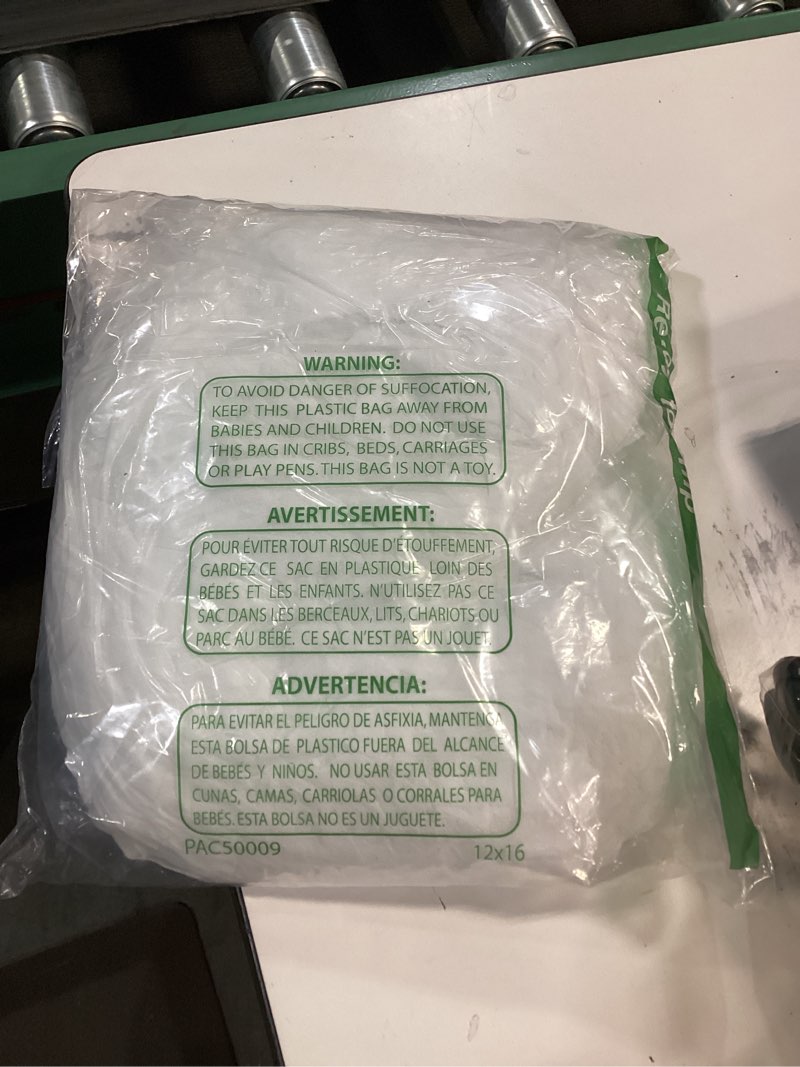 WARNING:
TO AVOID DANGER OF SUFFOCATION,
KEEP THIS PLASTIC BAG AWAY FROM
BABIES AND CHILDREN. DO NOT USE
THIS BAG IN CRIBS, BEDS, CARRIAGES
OR PLAY PENS. THIS BAG IS NOT A TOY.
AVERTISSEMENT:
POUR ÉVITER TOUT RISQUE D'ÉTOUFFEMENT,
GARDEZ CE SAC EN PLASTIQUE LOIN DES
BÉBÉS ET LES ENFANTS. N'UTILISEZ PAS CE
SAC DANS LES BERCEAUX, LITS, CHARIOTS OU
PARC AU BÉBÉ. CE SAC N'EST PAS UN JOUET.
ADVERTENCIA:
PARA EVITAR EL PELIGRO DE ASFIXIA, MANTENGA
ESTA BOLSA DE PLASTICO FUERA DEL ALCANCE
DE BEBÉS Y NIÑOS. NO USAR ESTA BOLSA EN
CUNAS, CAMAS, CARRIOLAS O CORRALES PARA
BEBÉS. ESTA BOLSA NO ES UN JUGUETE.
PAC50009 12x16